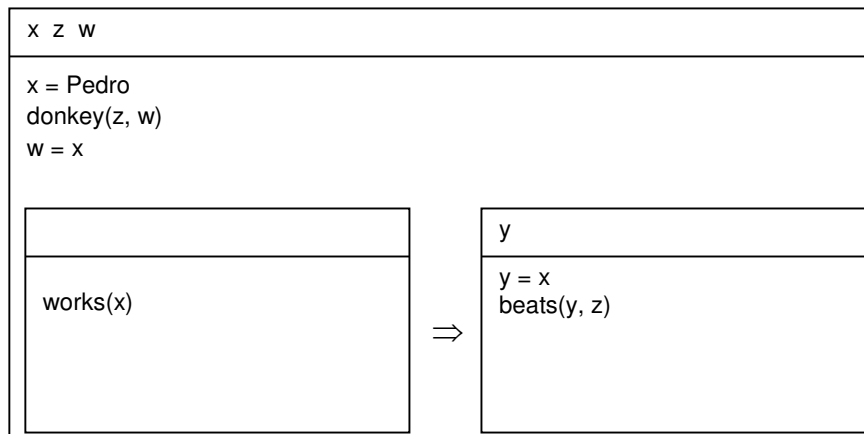 x z w
x = Pedro
donkey(z, w)
w = x
y
works(x)
⇒
y = x
beats(y, z)